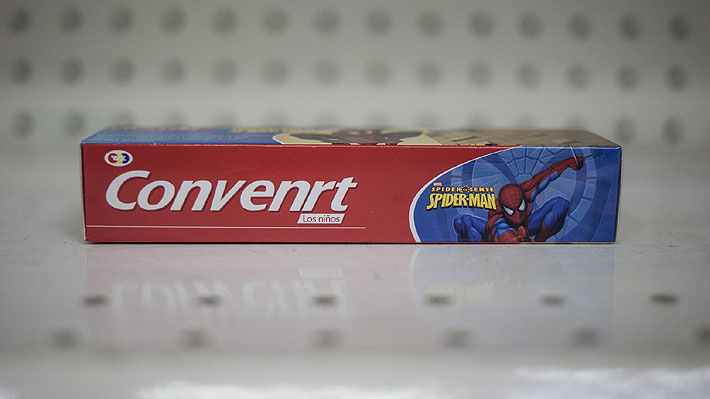 Convenrt
Los niños
SPIDER SENSE
SPIDER-MAN